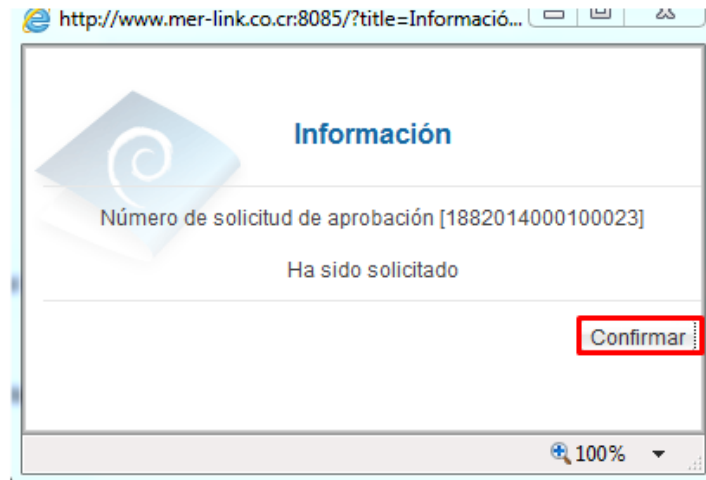 http://www.mer-link.co.cr:8085/?title=Informació...
Información
Número de solicitud de aprobación [1882014000100023]
Ha sido solicitado
Confirmar
100%